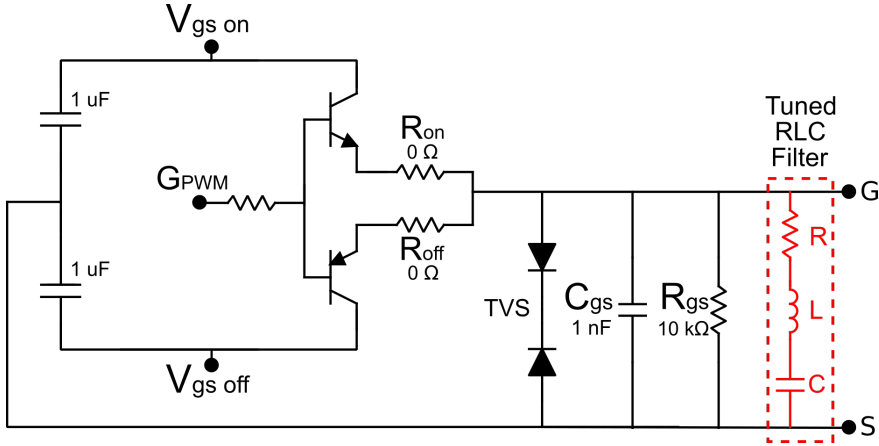 Vgs on
1 uF
Tuned
RLC
Filter
Ron
0 Ω
GPWM
G
R
Roff
0 Ω
1 uF
TVS
Cgs
1 nF
Rgs
10 kΩ
L
C
Vgs off
S